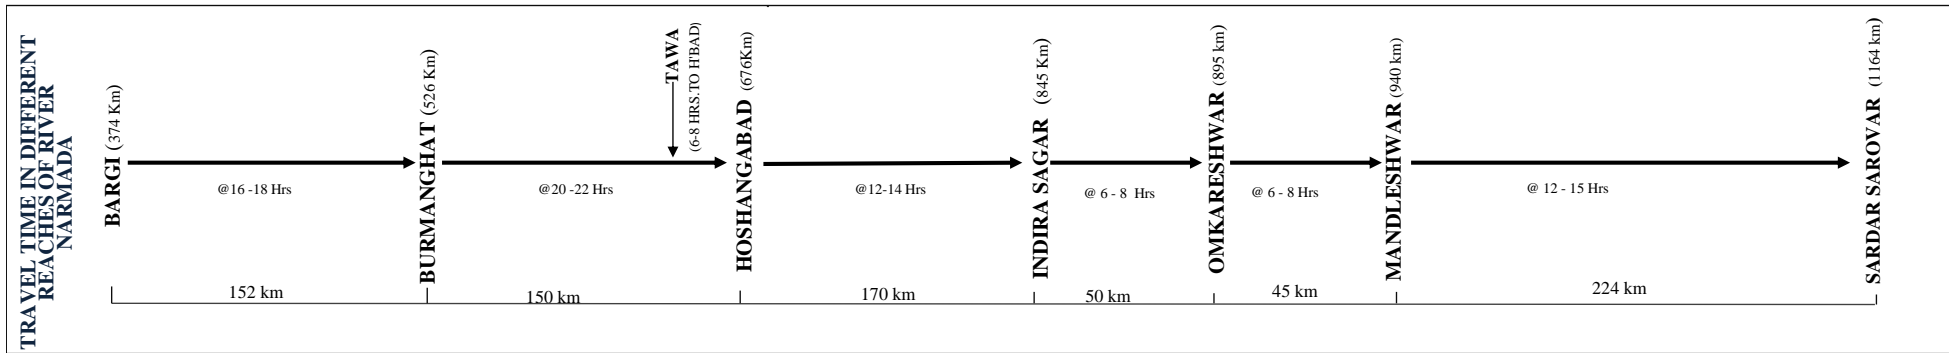 TRAVEL TIME IN DIFFERENT
REACHES OF RIVER
NARMADA
BARGI (374 Km)
@16 -18 Hrs
BURMANGHAT (526 Km)
@20 -22 Hrs
TAWA
(6-8 HRS.TO H'BAD)
HOSHANGABAD (676Km)
@12-14 Hrs
INDIRA SAGAR (845 Km)
@ 6 - 8 Hrs
OMKARESHWAR (895 km)
@ 6 - 8 Hrs
MANDLESHWAR (940 km)
@ 12 - 15 Hrs
SARDAR SAROVAR (1164 km)
152 km
150 km
170 km
50 km
45 km
224 km